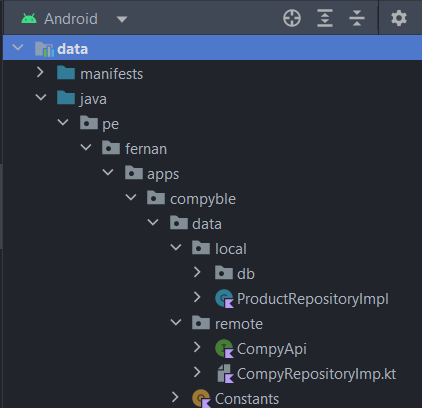 Android
data
manifests
java
pe
fernan
apps
compyble
data
local
db
ProductRepositoryImpl
remote
CompyApi
CompyRepositoryImp.kt
Constants